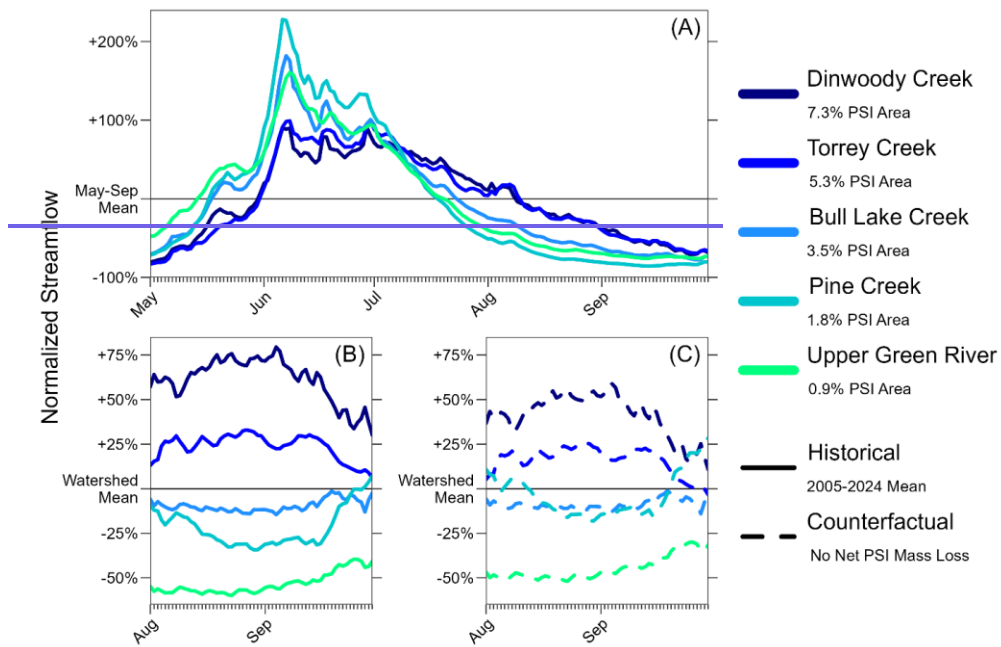 (A)
+200%
+100%
May-Sep
Mean
-100%
May
Jun
Jul
Aug
Sep
Normalized Streamflow
(B)
+75%
+50%
+25%
Watershed
Mean
-25%
-50%
Aug
Sep
(C)
+75%
+50%
+25%
Watershed
Mean
-25%
-50%
Aug
Sep
Dinwoody Creek
7.3% PSI Area
Torrey Creek
5.3% PSI Area
Bull Lake Creek
3.5% PSI Area
Pine Creek
1.8% PSI Area
Upper Green River
0.9% PSI Area
Historical
2005-2024 Mean
Counterfactual
No Net PSI Mass Loss